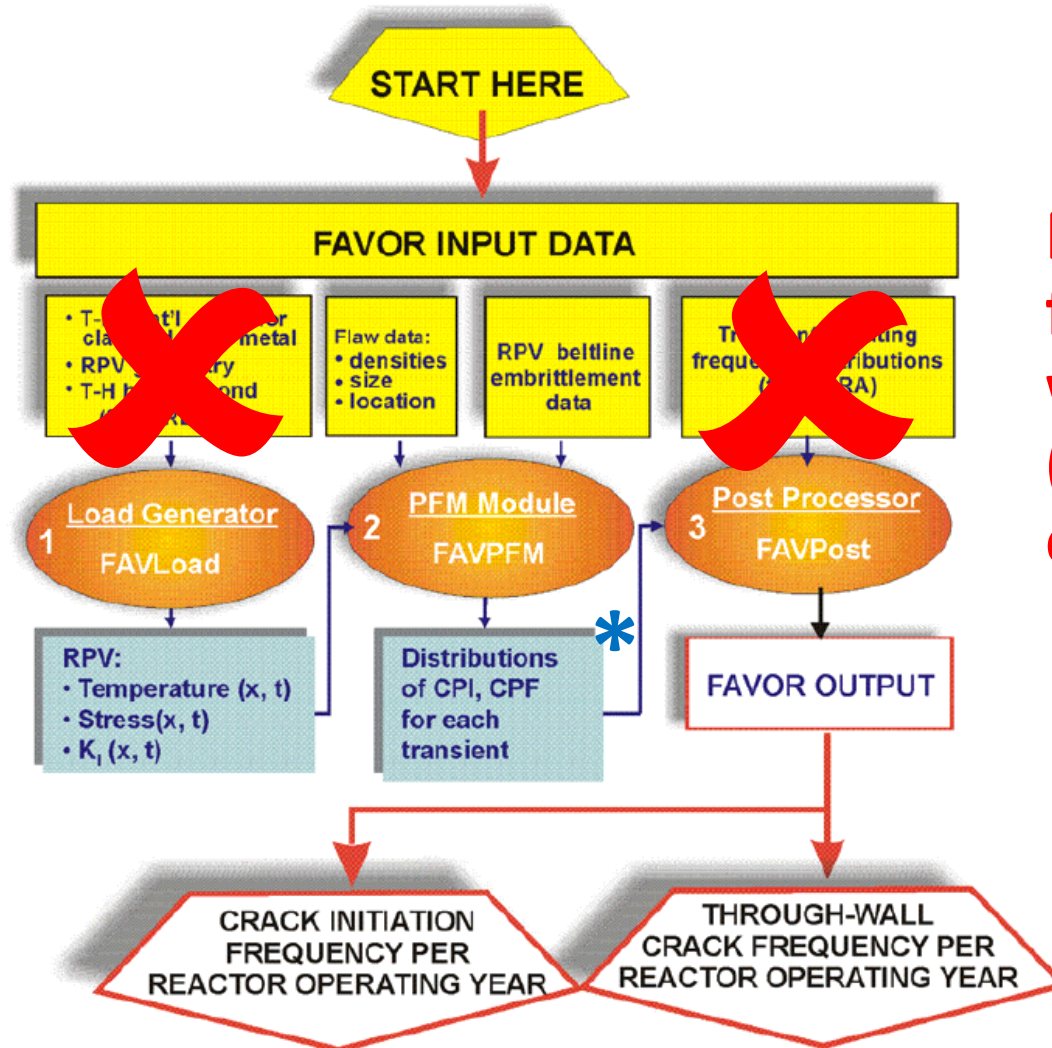 START HERE
FAVOR INPUT DATA
• T-
metal
• RPV
• T-H
Flaw data:
• densities
• size
• location
RPV beltline
embrittlement
data
1
Load Generator
FAVLoad
2
PFM Module
FAVPFM
3
Post Processor
FAVPost
RPV:
• Temperature (x, t)
• Stress(x, t)
• KI (x, t)
Distributions
of CPI, CPF
for each
transient
*
FAVOR OUTPUT
CRACK INITIATION
FREQUENCY PER
REACTOR OPERATING YEAR
THROUGH-WALL
CRACK FREQUENCY PER
REACTOR OPERATING YEAR